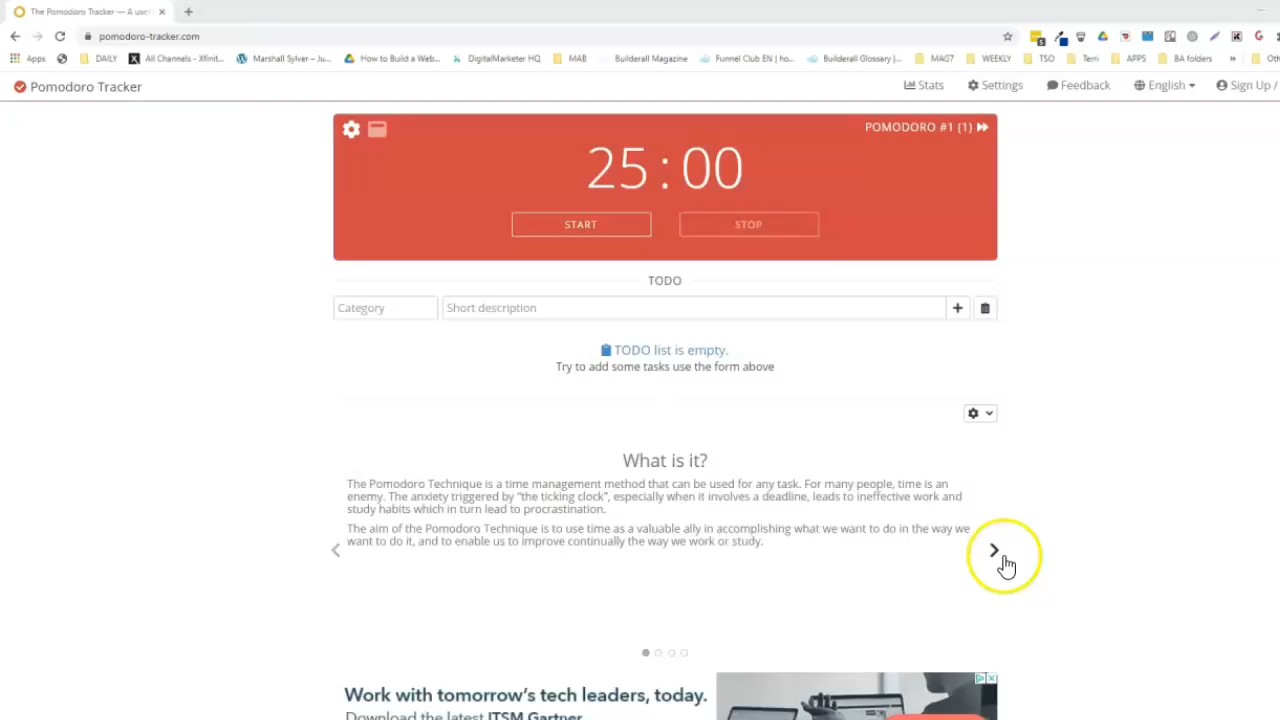 The Pomodoro Tracker — A use
pomodoro-tracker.com
Apps
DAILY
All Channels - Xfinit...
Marshall Sylver – Ju...
How to Build a Web...
DigitalMarketer HQ
MAB
Builderall Magazine
Funnel Club EN | ho...
Builderall Glossary |...
MAG7
WEEKLY
TSO
Terri
APPS
BA folders
»
Pomodoro Tracker
Stats
Settings
Feedback
English
Sign Up /
POMODORO #1 (1)
25:00
START
STOP
TODO
Category
Short description
TODO list is empty.
Try to add some tasks use the form above
What is it?
The Pomodoro Technique is a time management method that can be used for any task. For many people, time is an
enemy. The anxiety triggered by “the ticking clock”, especially when it involves a deadline, leads to ineffective work and
study habits which in turn lead to procrastination.
The aim of the Pomodoro Technique is to use time as a valuable ally in accomplishing what we want to do in the way we
want to do it, and to enable us to improve continually the way we work or study.
Work with tomorrow's tech leaders, today.
Download the latest ITSM Gartner